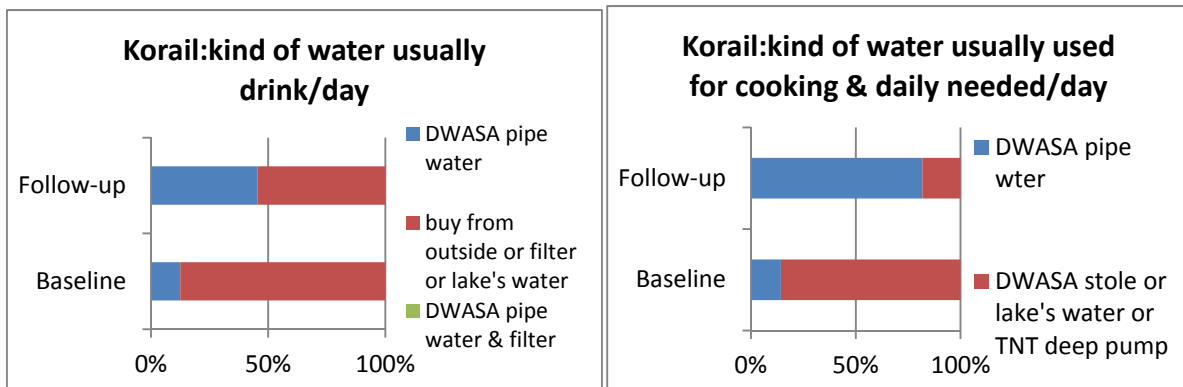 Korail:kind of water usually
drink/day
DWASA pipe
water
Follow-up
buy from
outside or filter
or lake's water
Baseline
DWASA pipe
water & filter
0% 50% 100%
Korail:kind of water usually used
for cooking & daily needed/day
DWASA pipe
wter
Follow-up
Baseline
DWASA stole or
lake's water or
TNT deep pump
0% 50% 100%